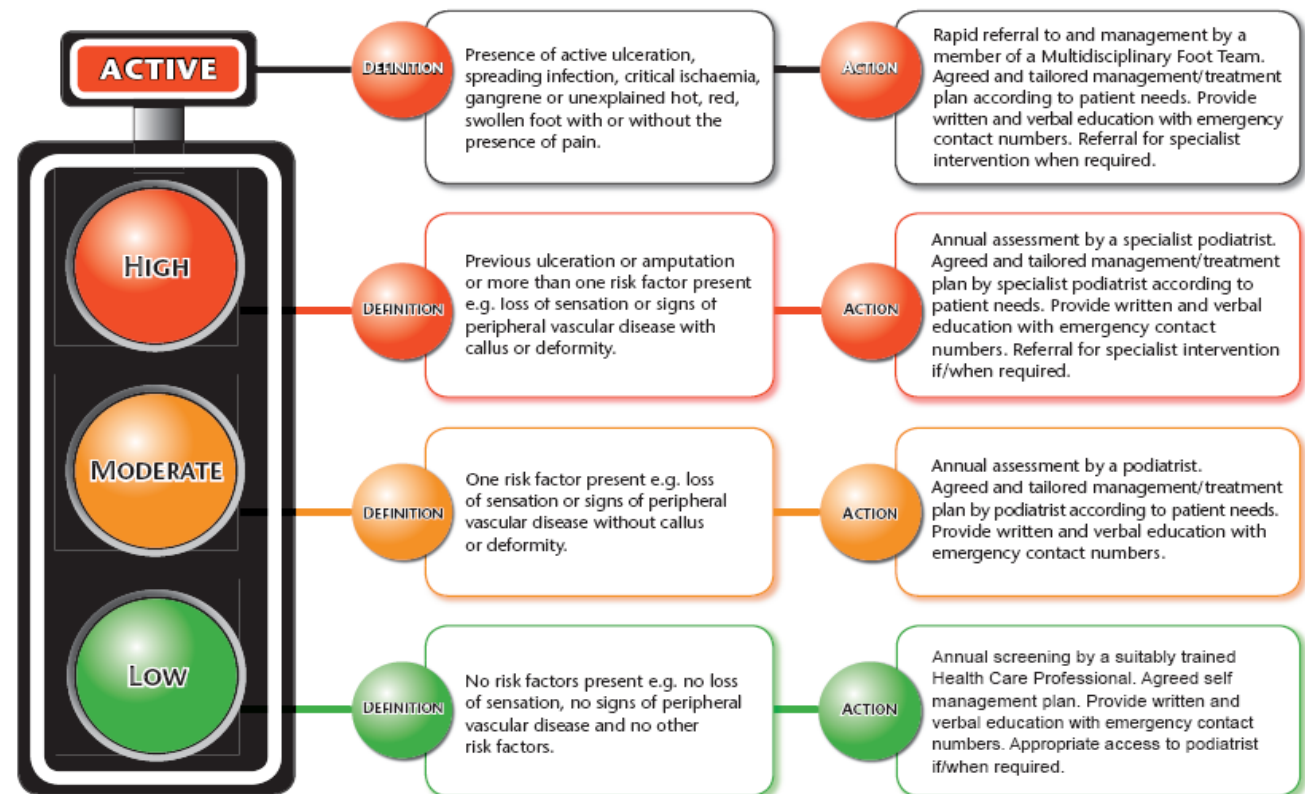 ACTIVE
DEFINITION
Presence of active ulceration,
spreading infection, critical ischaemia,
gangrene or unexplained hot, red,
swollen foot with or without the
presence of pain.
ACTION
Rapid referral to and management by a
member of a Multidisciplinary Foot Team.
Agreed and tailored management/treatment
plan according to patient needs. Provide
written and verbal education with emergency
contact numbers. Referral for specialist
intervention when required.
HIGH
DEFINITION
Previous ulceration or amputation
or more than one risk factor present
e.g. loss of sensation or signs of
peripheral vascular disease with
callus or deformity.
ACTION
Annual assessment by a specialist podiatrist.
Agreed and tailored management/treatment
plan by specialist podiatrist according to
patient needs. Provide written and verbal
education with emergency contact
numbers. Referral for specialist intervention
if/when required.
MODERATE
DEFINITION
One risk factor present e.g. loss
of sensation or signs of peripheral
vascular disease without callus
or deformity.
ACTION
Annual assessment by a podiatrist.
Agreed and tailored management/treatment
plan by podiatrist according to patient needs.
Provide written and verbal education with
emergency contact numbers.
LOW
DEFINITION
No risk factors present e.g. no loss
of sensation, no signs of peripheral
vascular disease and no other
risk factors.
ACTION
Annual screening by a suitably trained
Health Care Professional. Agreed self
management plan. Provide written and
verbal education with emergency contact
numbers. Appropriate access to podiatrist
if/when required.